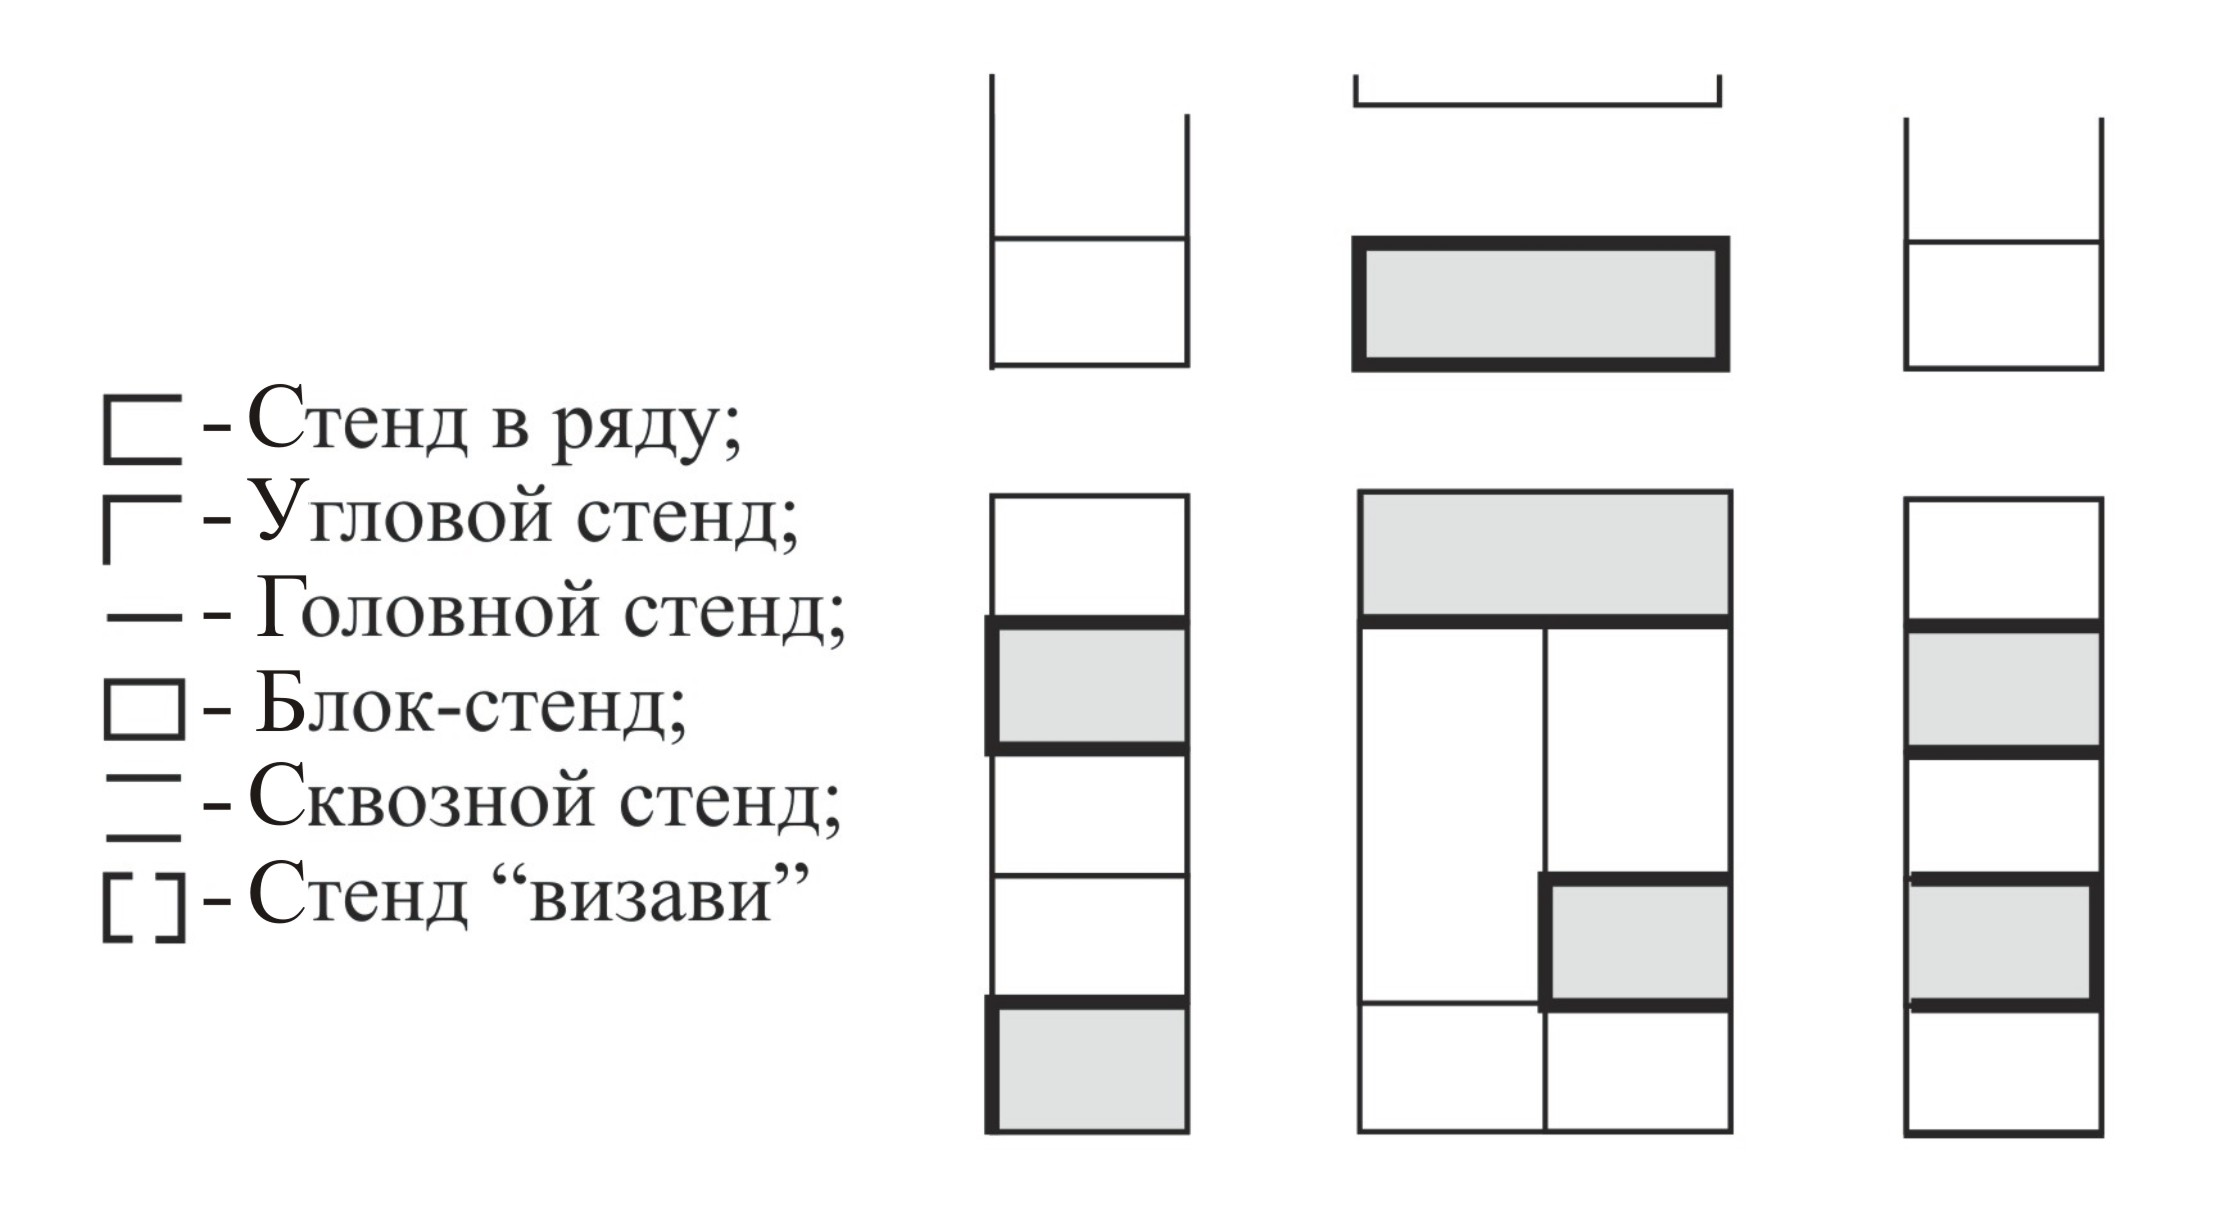 - Стенд в ряду;
- Угловой стенд;
- Головной стенд;
- Блок-стенд;
- Сквозной стенд;
- Стенд “визави”